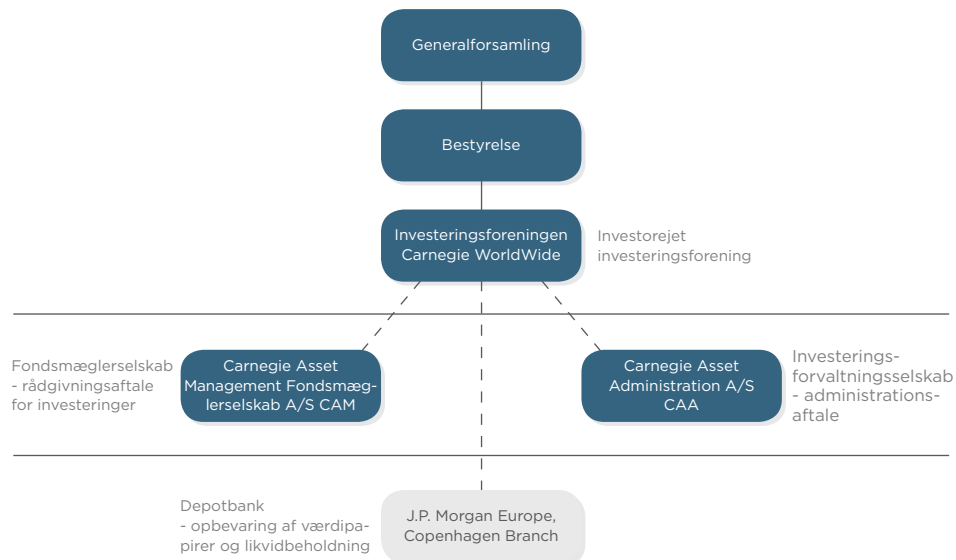 Generalforsamling
Bestyrelse
Investeringsforeningen
Carnegie WorldWide
Investorejet
investeringsforening
Fondsmæglerselskab
- rådgivningsaftale
for investeringer
Carnegie Asset
Management Fondsmæg-
lerselskab A/S CAM
Carnegie Asset
Administration A/S
CAA
Investerings-
forvaltningsselskab
- administrations-
aftale
Depotbank
- opbevaring af værdipa-
pirer og likvidbeholdning
J.P. Morgan Europe,
Copenhagen Branch